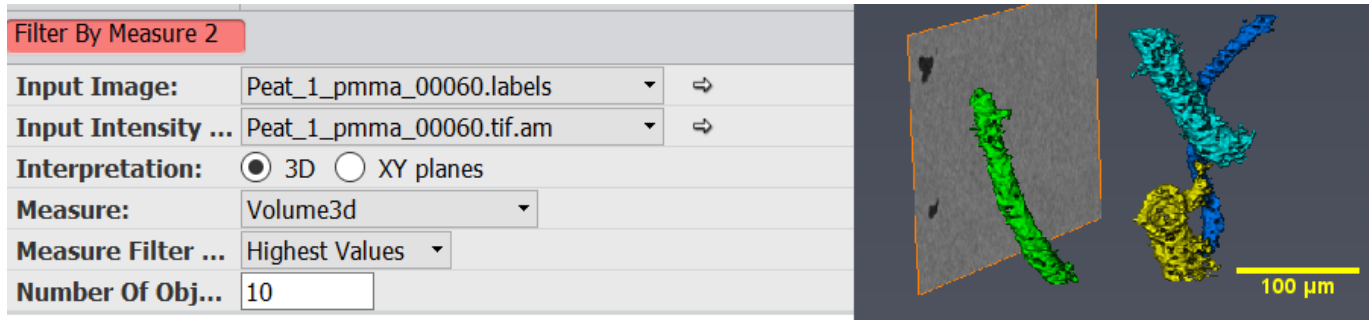 Filter By Measure 2
Input Image: Peat_1_pmma_00060.labels
Input Intensity ... Peat_1_pmma_00060.tif.am
Interpretation: 3D XY planes
Measure: Volume3d
Measure Filter ... Highest Values
Number Of Obj... 10
100 µm